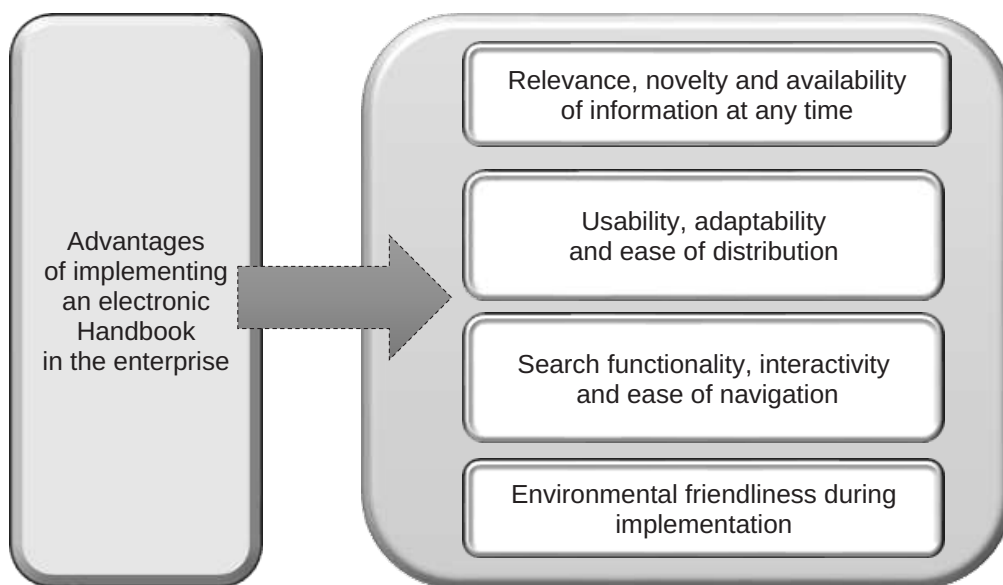 Advantages
of implementing
an electronic
Handbook
in the enterprise
Relevance, novelty and availability
of information at any time
Usability, adaptability
and ease of distribution
Search functionality, interactivity
and ease of navigation
Environmental friendliness during
implementation